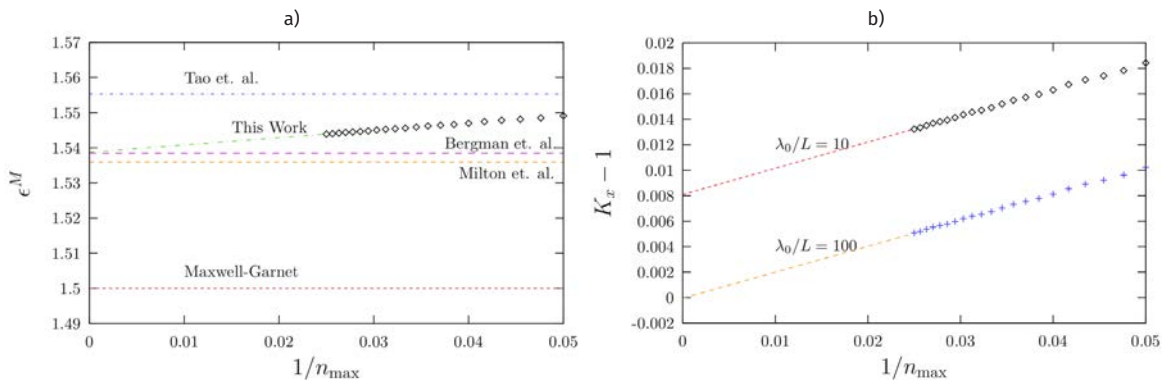 a)
1.57
1.56
1.55
1.54
1.53
1.52
1.51
1.5
1.49
ϵ^M
Tao et. al.
This Work
Bergman et. al.
Milton et. al.
Maxwell-Garnet
0 0.01 0.02 0.03 0.04 0.05
1/n_max
b)
0.02
0.018
0.016
0.014
0.012
0.01
0.008
0.006
0.004
0.002
0
-0.002
K_x − 1
λ_0/L = 10
λ_0/L = 100
0 0.01 0.02 0.03 0.04 0.05
1/n_max